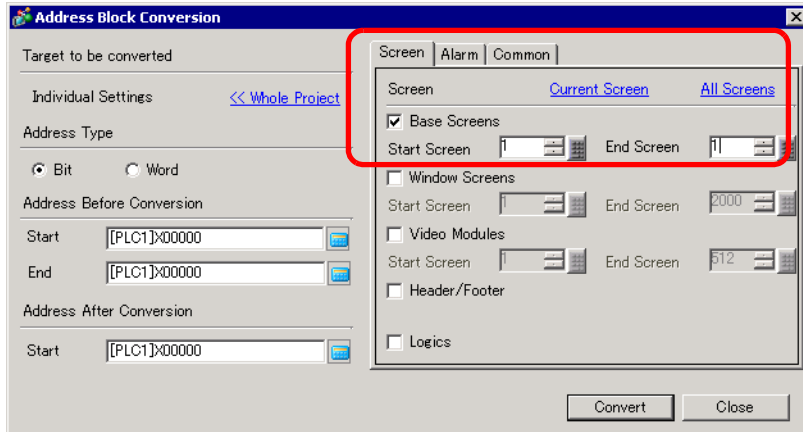 Address Block Conversion
Target to be converted
Individual Settings << Whole Project
Address Type
Bit Word
Address Before Conversion
Start [PLC1]X00000
End [PLC1]X00000
Address After Conversion
Start [PLC1]X00000
Screen Alarm Common
Screen Current Screen All Screens
Base Screens
Start Screen 1 End Screen 1
Window Screens
Start Screen 1 End Screen 2000
Video Modules
Start Screen 1 End Screen 512
Header/Footer
Logics
Convert Close